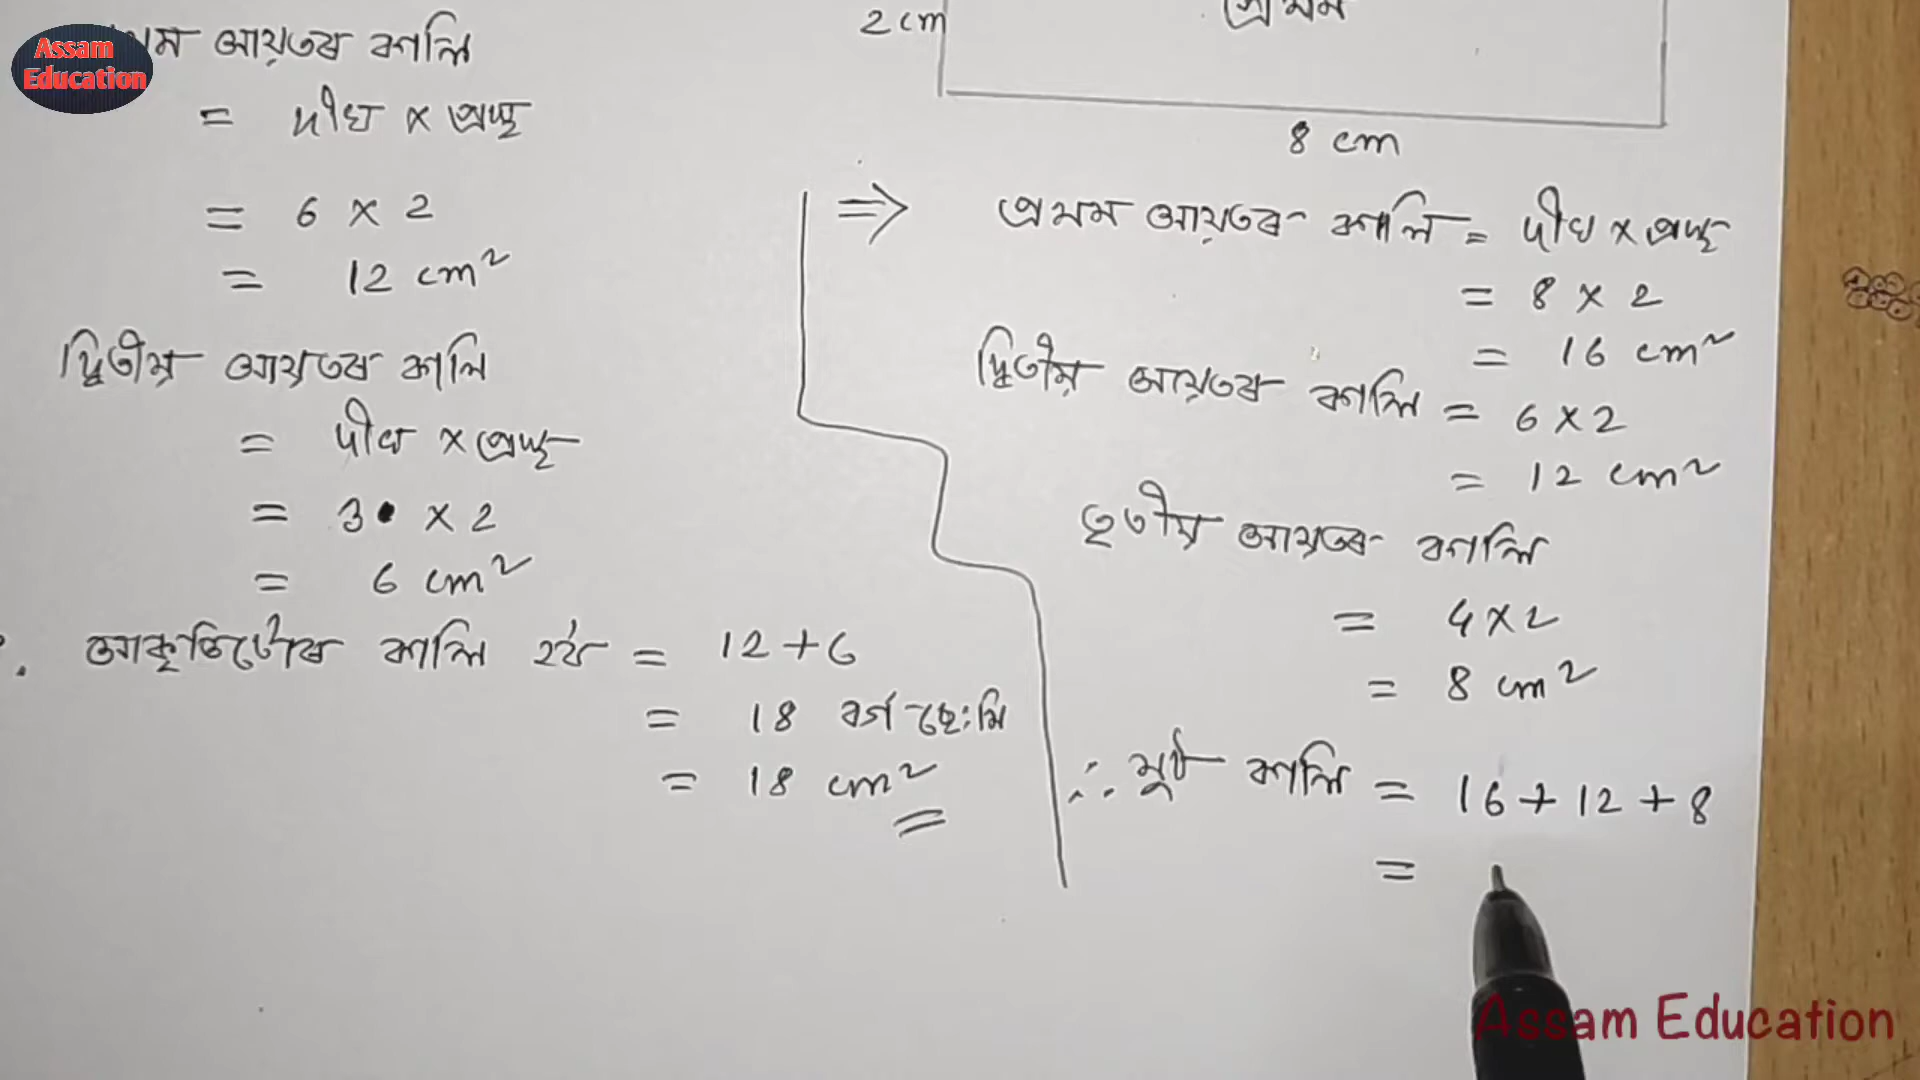 Assam
Education
আয়তৰ কালি
= দীঘ × প্ৰস্থ
= 6 × 2
= 12 cm²
দ্বিতীয় আয়তৰ কালি
= দীঘ × প্ৰস্থ
= 3 × 2
= 6 cm²
আকৃতিটোৰ কালি হ'ব = 12 + 6
= 18 বৰ্গ ছে:মি
= 18 cm²
2 cm
প্ৰথম
8 cm
⇒ প্ৰথম আয়তৰ কালি = দীঘ × প্ৰস্থ
= 8 × 2
= 16 cm²
দ্বিতীয় আয়তৰ কালি = 6 × 2
= 12 cm²
তৃতীয় আয়তৰ কালি
= 4 × 2
= 8 cm²
∴ মুঠ কালি = 16 + 12 + 8
=
Assam Education